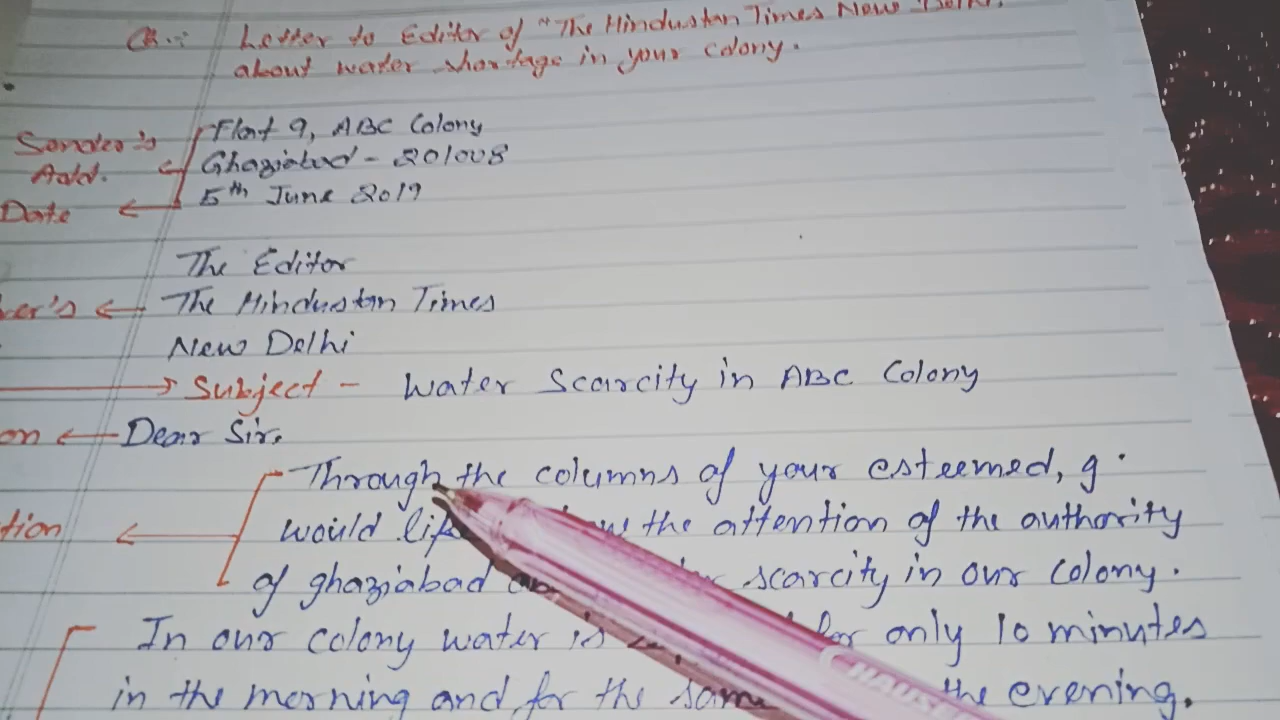 Q.: Letter to Editor of "The Hindustan Times New Delhi,
about water shortage in your colony.
Sender's Add.
Flat 9, ABC Colony
Ghaziabad - 201008
Date
5th June 2019
The Editor
The Hindustan Times
New Delhi
Subject - Water Scarcity in ABC Colony
Dear Sir,
Through the columns of your esteemed, g
would the attention of the authority
of ghaziabad scarcity in our colony.
In our colony water is for only 10 minutes
in the morning and for the same the evening.
HAUSER